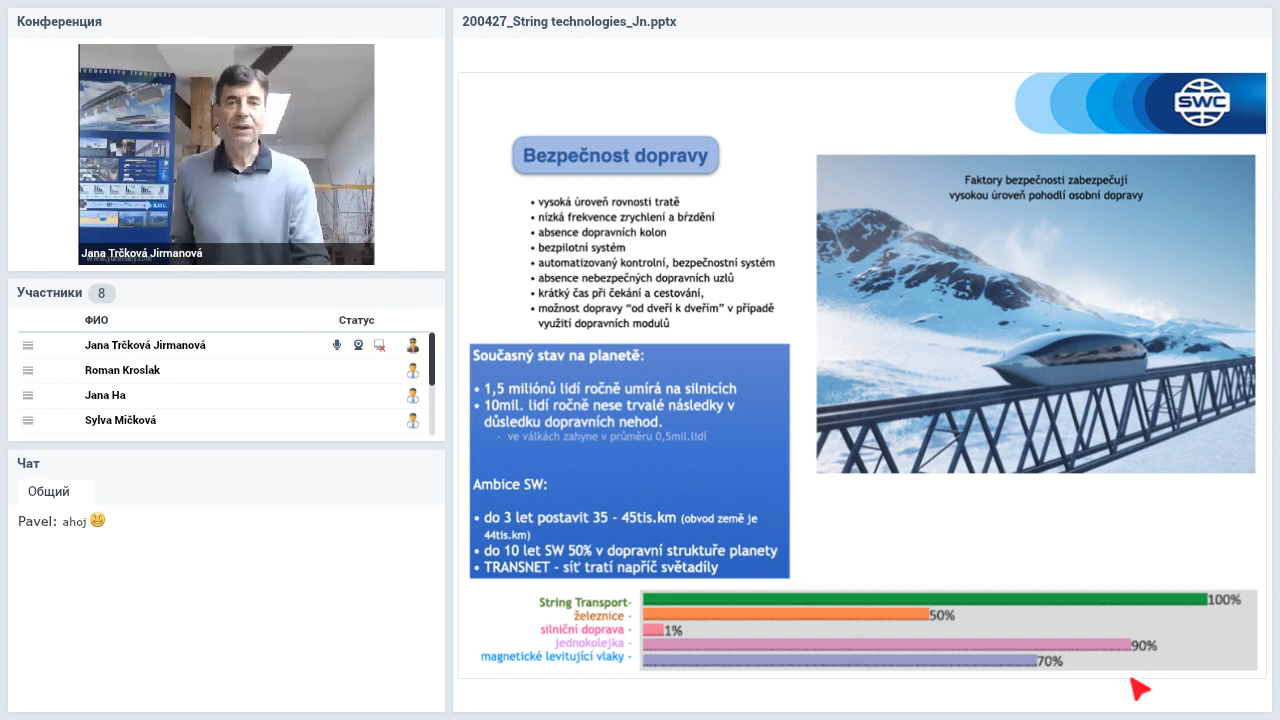 Конференция
Innovative transport
Jana Trčková Jirmanová
Участники 8
ФИО Статус
Jana Trčková Jirmanová
Roman Kroslak
Jana Ha
Sylva Mičková
Чат
Общий
Pavel: ahoj
200427_String technologies_Jn.pptx
SWC
Bezpečnost dopravy
• vysoká úroveň rovnosti tratě
• nízká frekvence zrychlení a bŕzdění
• absence dopravních kolon
• bezpilotní systém
• automatizovaný kontrolní, bezpečnostní systém
• absence nebezpečných dopravních uzlů
• krátký čas při čekání a cestování,
• možnost dopravy “od dveří k dveřím” v případě
využití dopravních modulů
Faktory bezpečnosti zabezpečují
vysokou úroveň pohodlí osobní dopravy
Současný stav na planetě:
• 1,5 miliónů lidí ročně umírá na silnicích
• 10mil. lidí ročně nese trvalé následky v
důsledku dopravních nehod.
- ve válkách zahyne v průměru 0,5mil.lidí
Ambice SW:
• do 3 let postavit 35 - 45tis.km (obvod země je
44tis.km)
• do 10 let SW 50% v dopravní struktuře planety
• TRANSNET - síť tratí napříč světadíly
String Transport- 100%
železnice - 50%
silniční doprava - 1%
jednokolejka - 90%
magnetické levitující vlaky - 70%